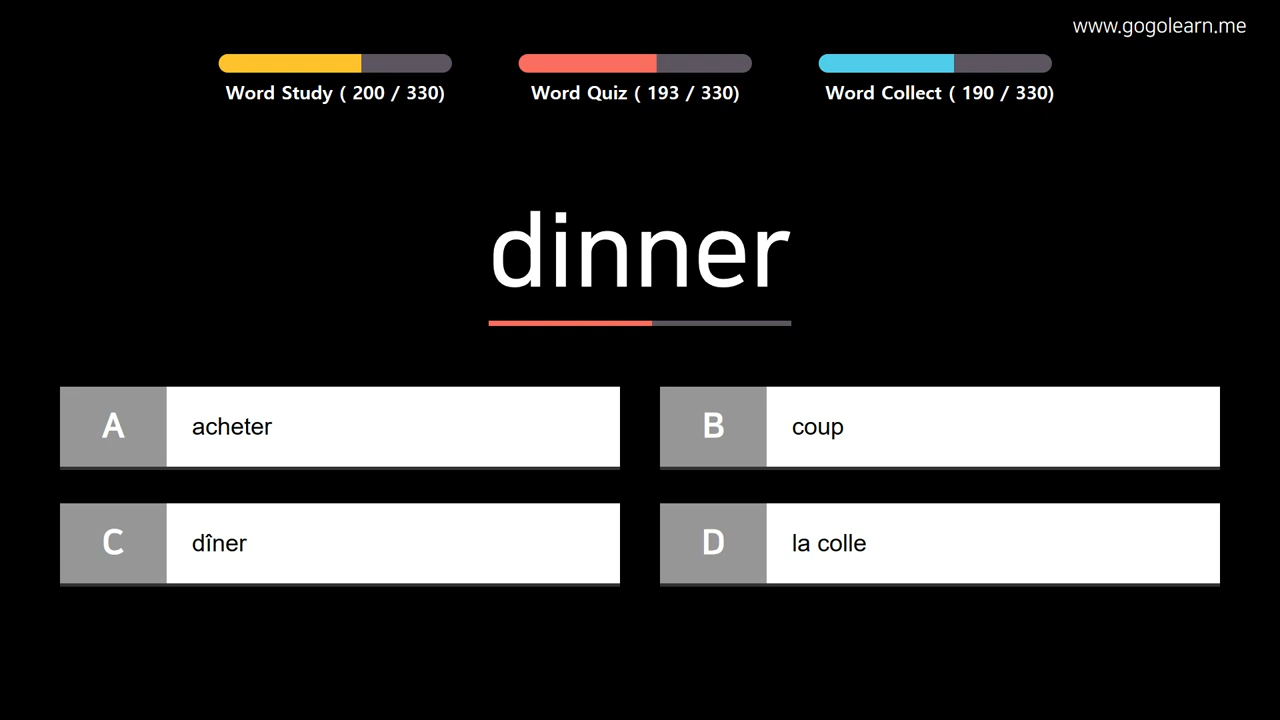 www.gogolearn.me
Word Study ( 200 / 330)
Word Quiz ( 193 / 330)
Word Collect ( 190 / 330)
dinner
A acheter
B coup
C dîner
D la colle